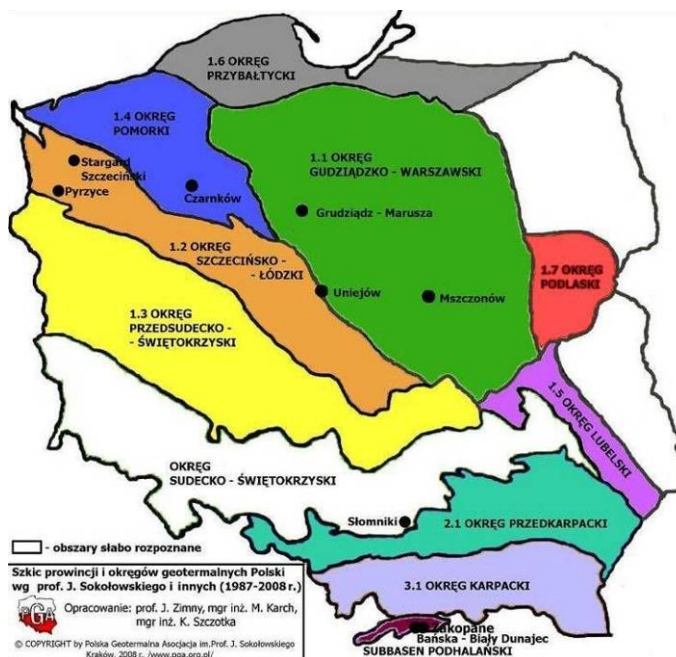 1.6 OKRĘG
PRZYBAŁTYCKI
1.4 OKRĘG
POMORKI
1.1 OKRĘG
GUDZIĄDZKO - WARSZAWSKI
Stargard
Szczeciński
Pyrzyce
Czarnków
Grudziądz - Marusza
1.2 OKRĘG
SZCZECIŃSKO -
- ŁÓDZKI
1.7 OKRĘG
PODLASKI
Uniejów
Mszczonów
1.3 OKRĘG
PRZEDSUDECKO -
- ŚWIĘTOKRZYSKI
1.5 OKRĘG LUBELSKI
OKRĘG
SUDECKO - ŚWIĘTOKRZYSKI
Słomniki
2.1 OKRĘG PRZEDKARPACKI
- obszary słabo rozpoznane
3.1 OKRĘG KARPACKI
Szkic prowincji i okręgów geotermalnych Polski
wg prof. J. Sokołowskiego i innych (1987-2008 r.)
PGA
Opracowanie: prof. J. Zimny, mgr inż. M. Karch,
mgr inż. K. Szczotka
© COPYRIGHT by Polska Geotermalna Asocjacja im.Prof. J. Sokołowskiego
Kraków, 2008 r. /www.pga.org.pl/
Zakopane
Bańska - Biały Dunajec
SUBBASEN PODHALAŃSKI